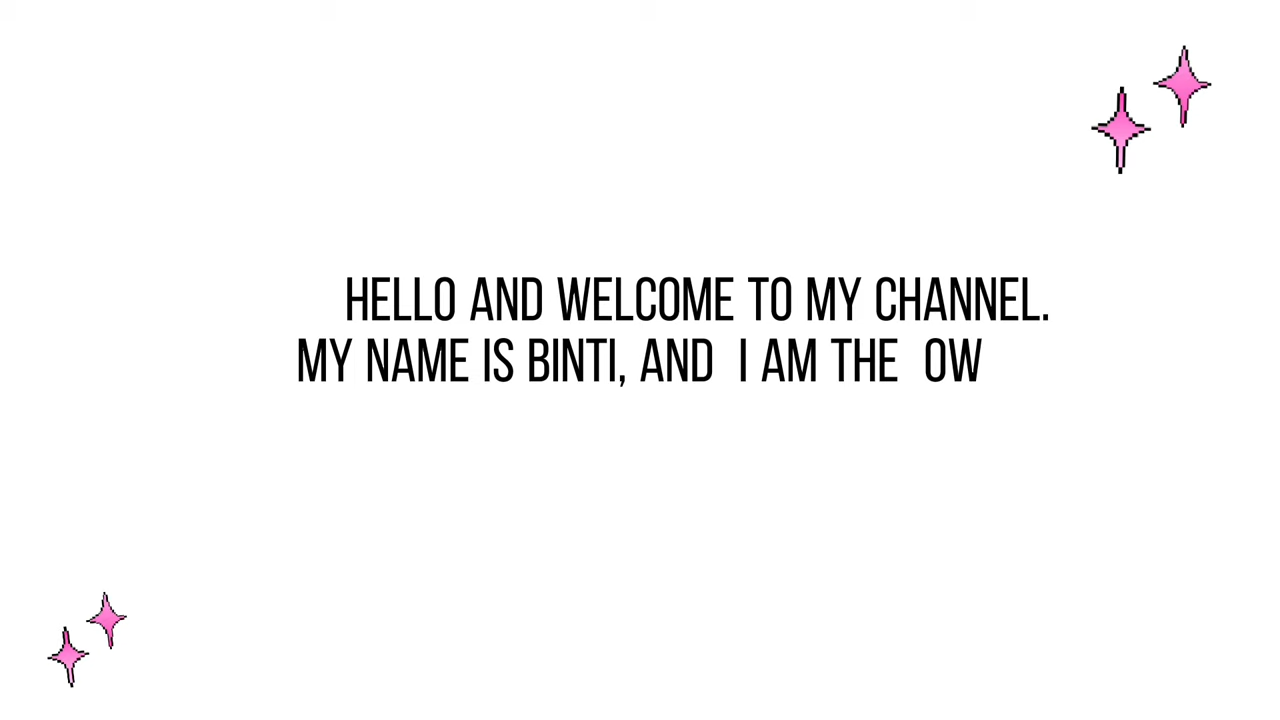 HELLO AND WELCOME TO MY CHANNEL.
MY NAME IS BINTI, AND  I AM THE  OW